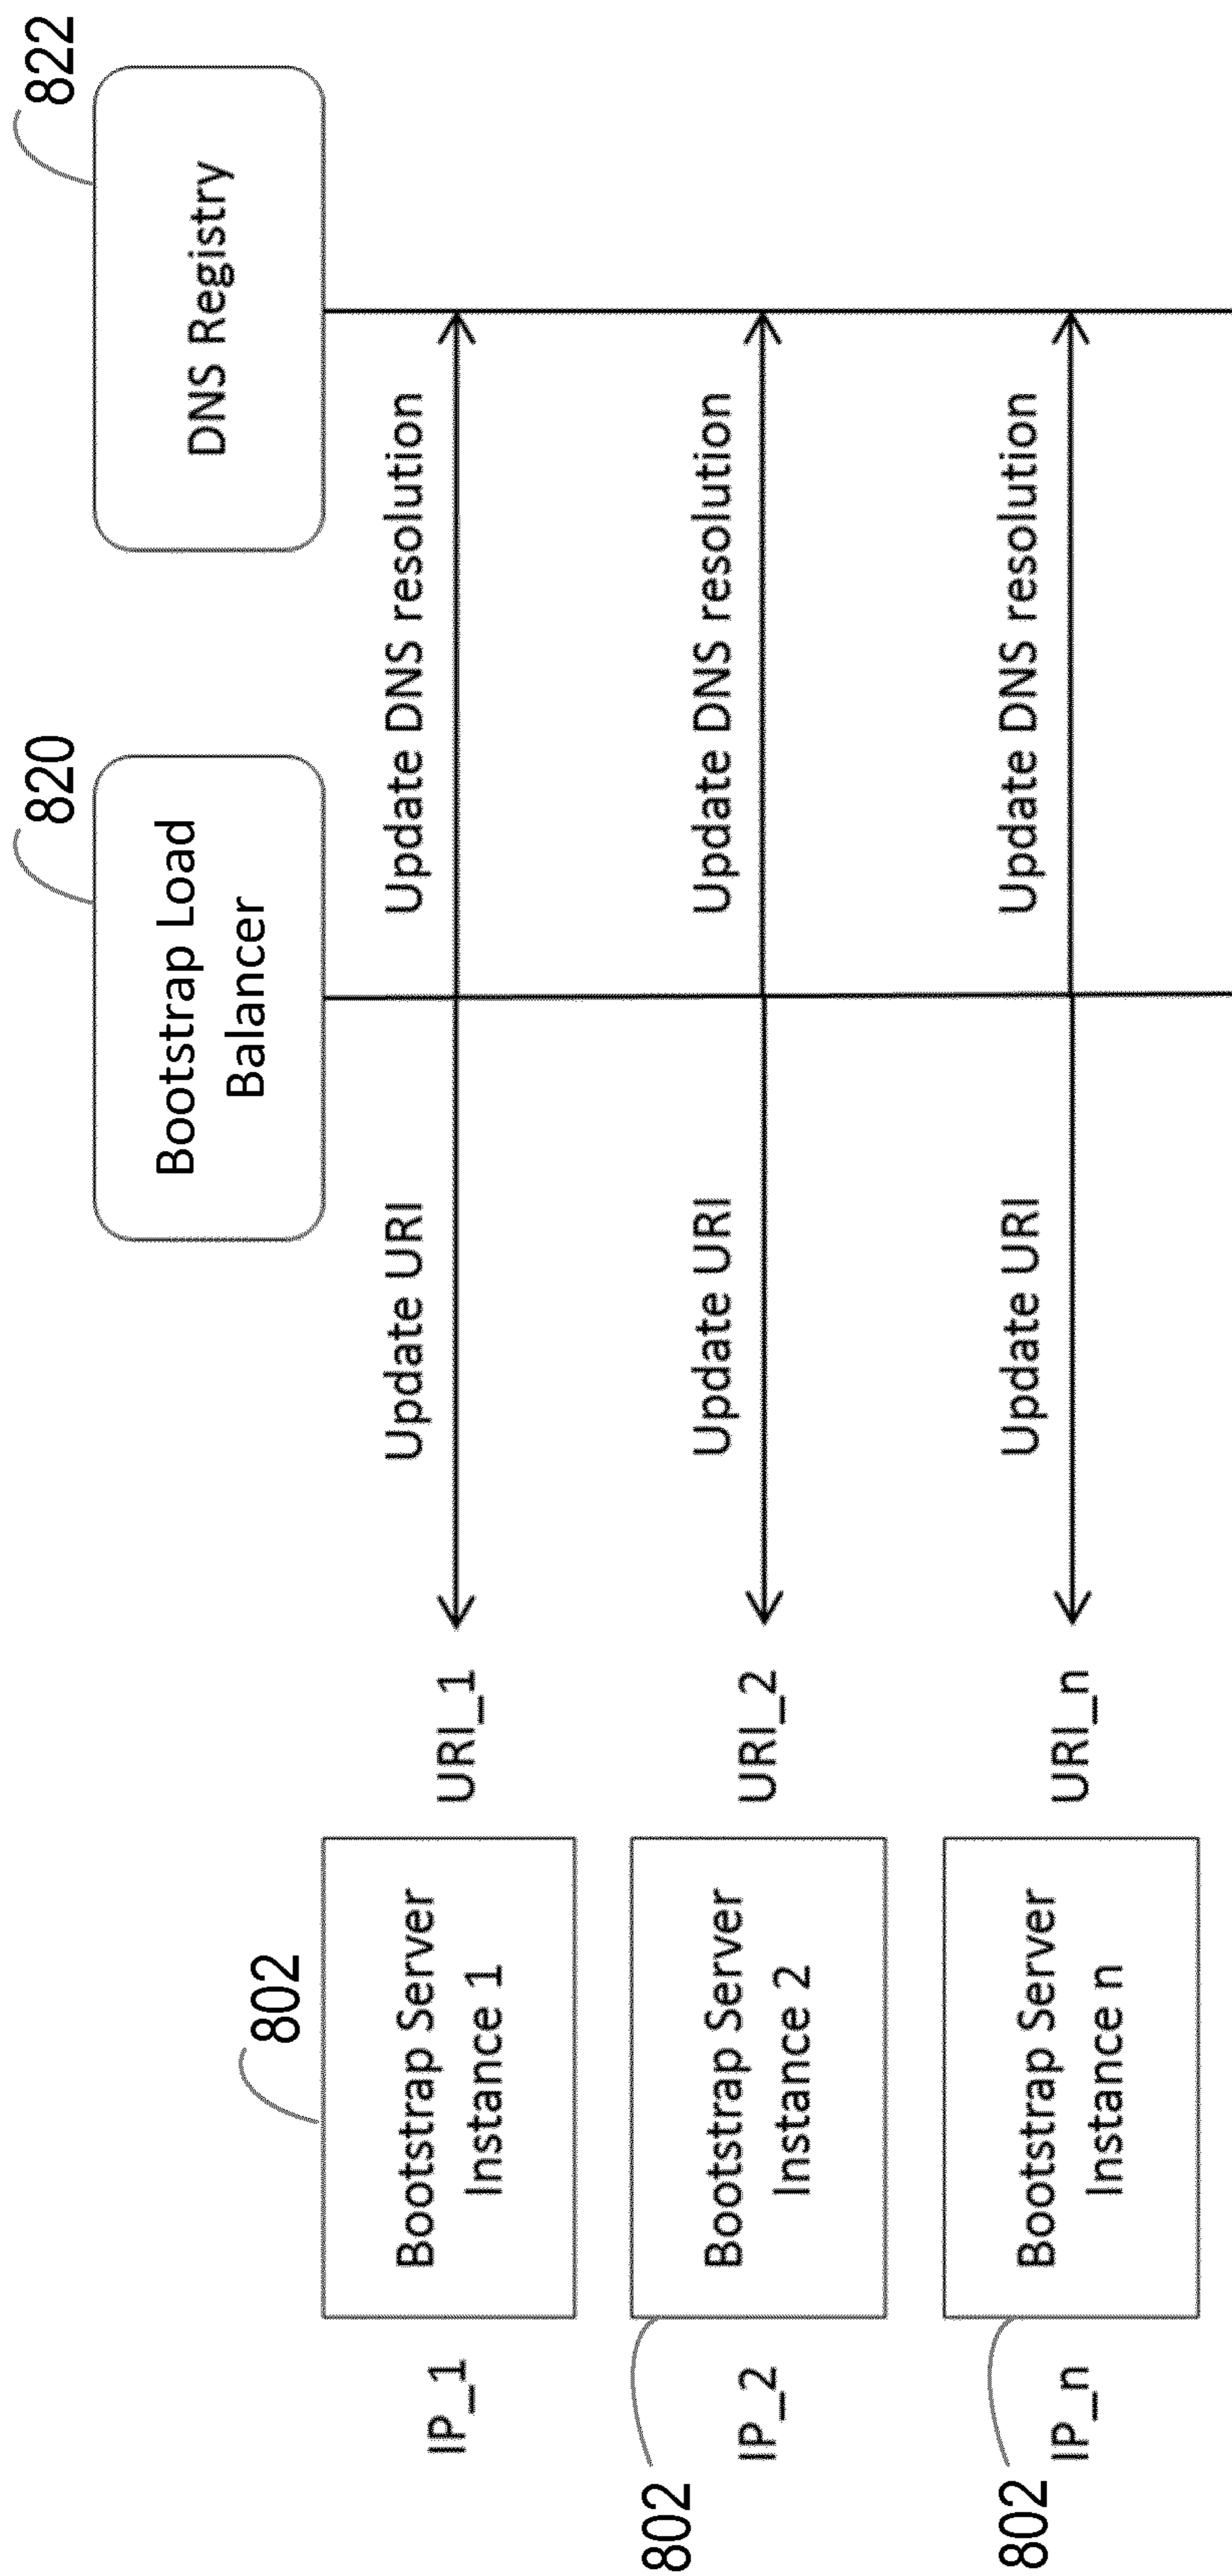 820
822
Bootstrap Load
Balancer
DNS Registry
802
IP_1
Bootstrap Server
Instance 1
URI_1
Update URI
Update DNS resolution
802
IP_2
Bootstrap Server
Instance 2
URI_2
Update URI
Update DNS resolution
802
IP_n
Bootstrap Server
Instance n
URI_n
Update URI
Update DNS resolution